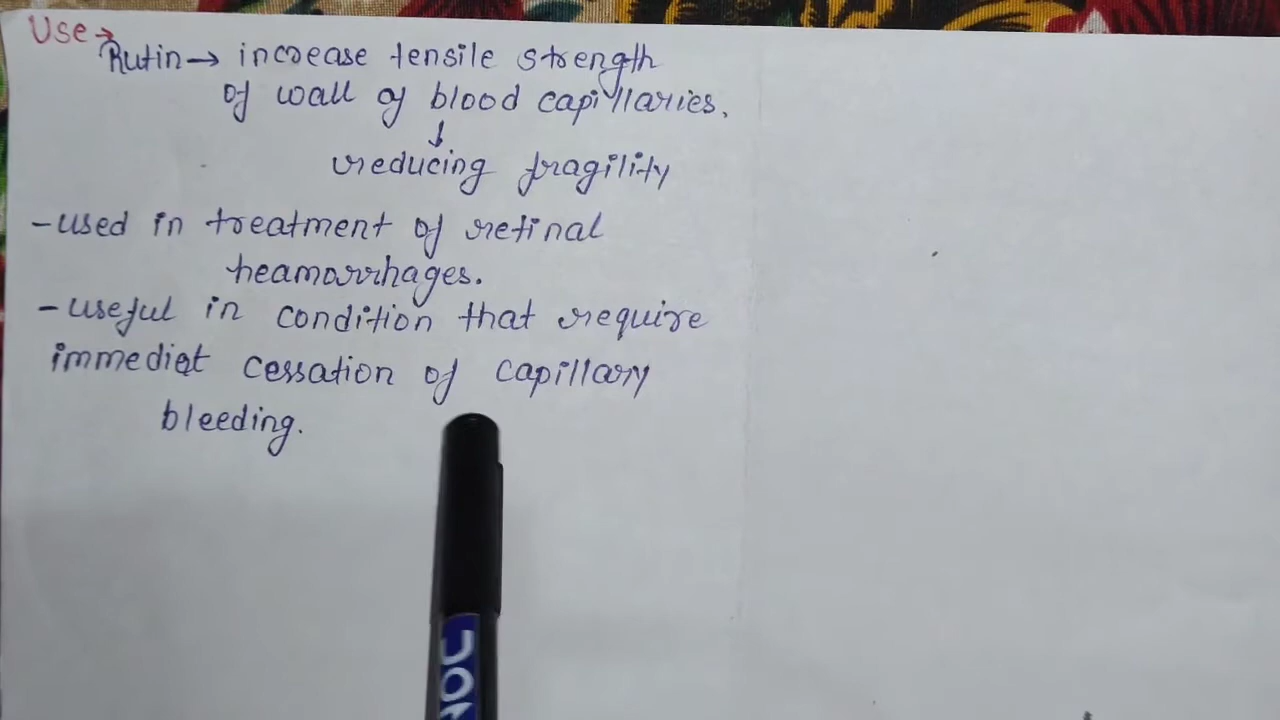 Use→
Rutin → increase tensile strength
of wall of blood capillaries.
↓
reducing fragility
- used in treatment of retinal
heamorrhages.
- useful in condition that require
immediat cessation of capillary
bleeding.